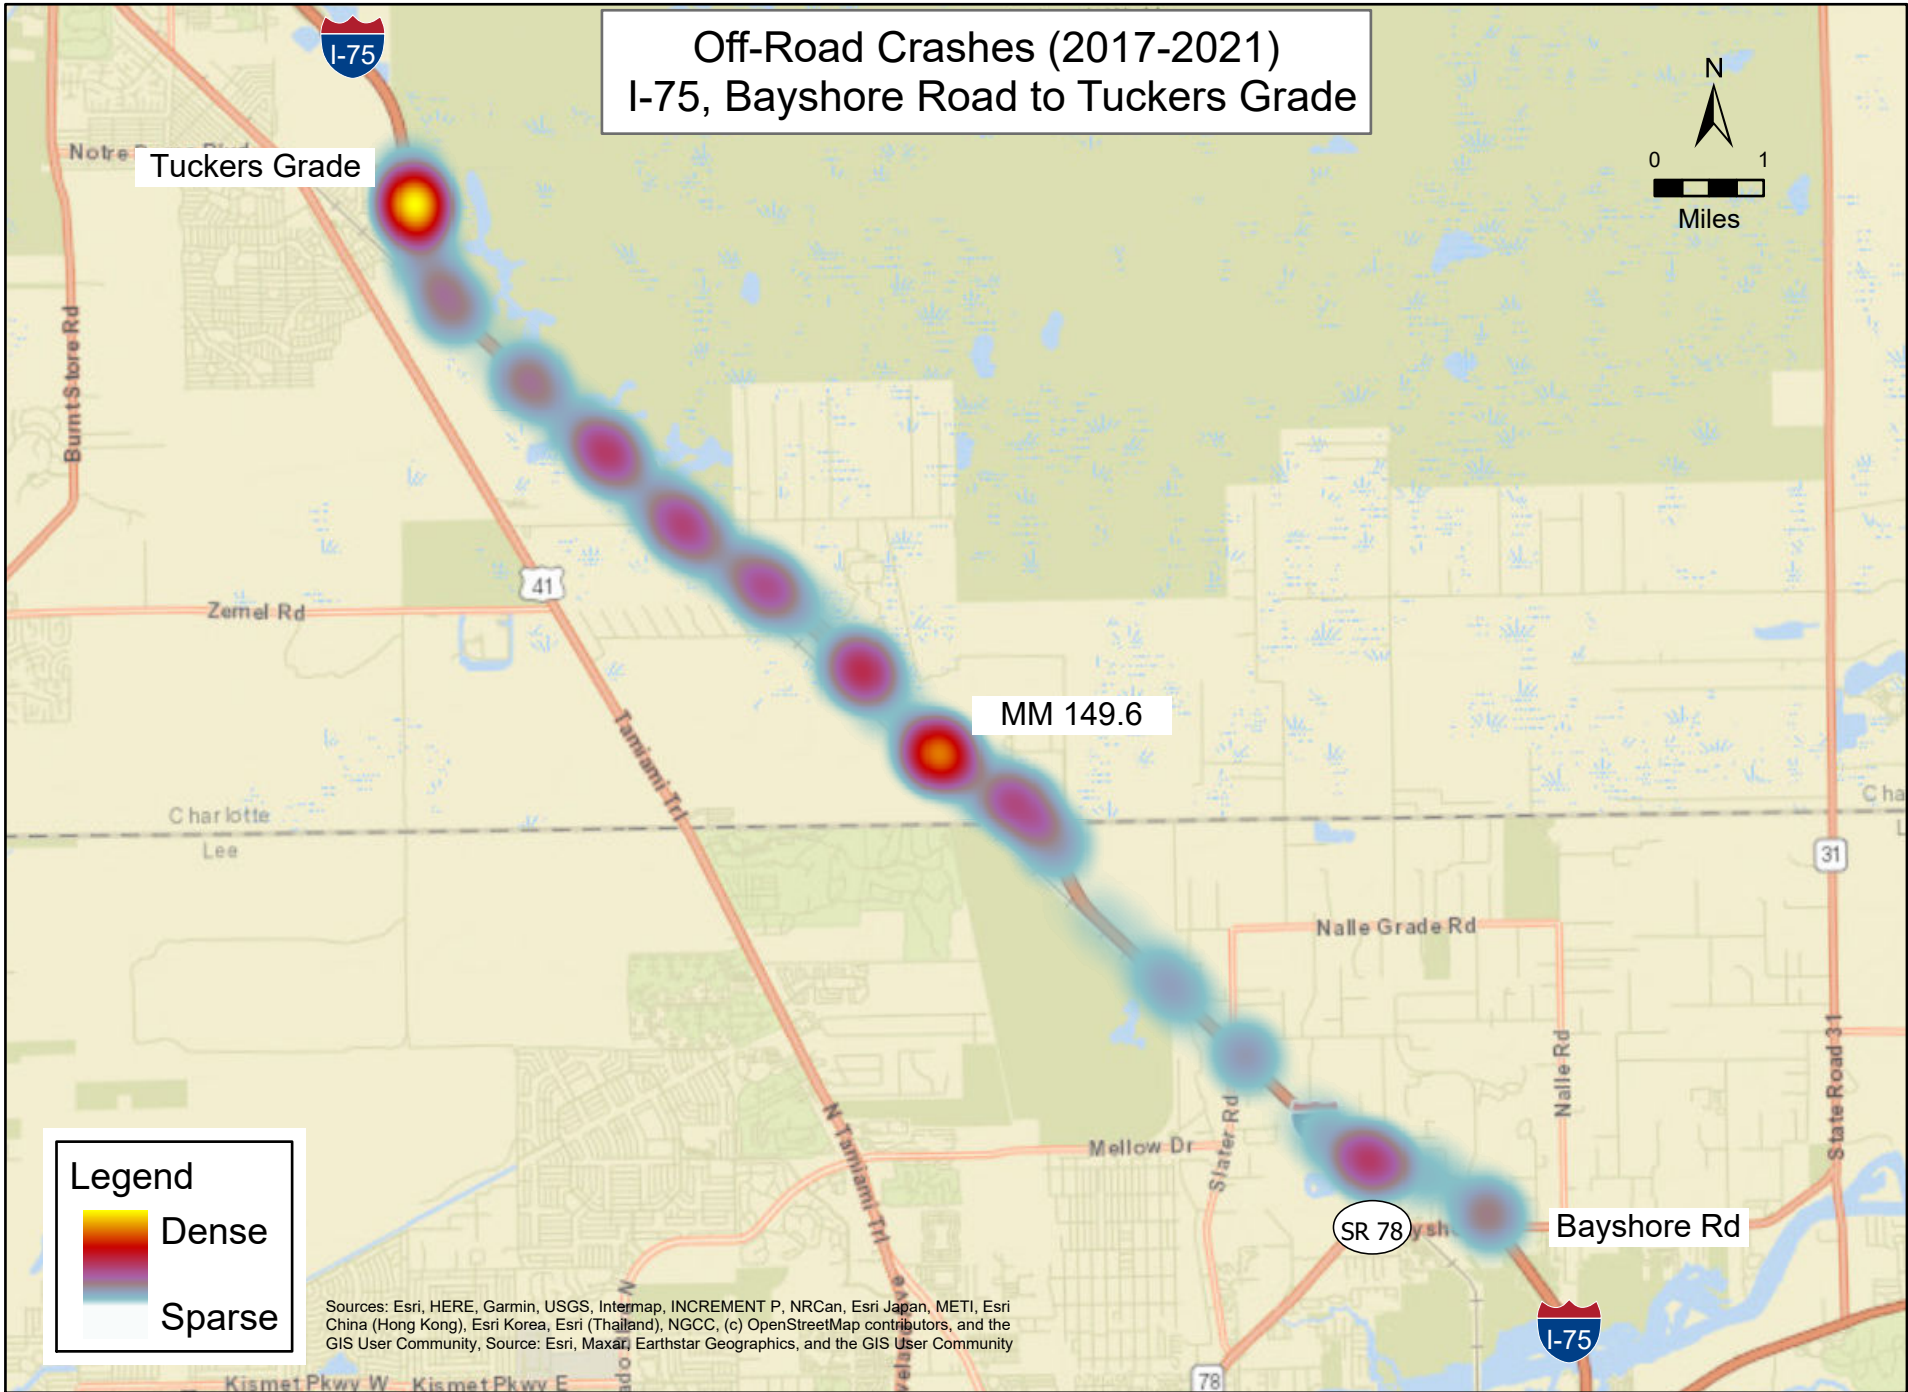 Off-Road Crashes (2017-2021)
I-75, Bayshore Road to Tuckers Grade
I-75
N
0 1
Miles
Notre
Tuckers Grade
Burnt Store Rd
41
Zemel Rd
MM 149.6
Tamiami Trl
Charlotte
Lee
Cha
L
31
Nalle Grade Rd
Nalle Rd
State Road 31
Slater Rd
Mellow Dr
N Tamiami Trl
SR 78
Bayshore Rd
I-75
78
Kismet Pkwy W
Kismet Pkwy E
Legend
Dense
Sparse
Sources: Esri, HERE, Garmin, USGS, Intermap, INCREMENT P, NRCan, Esri Japan, METI, Esri
China (Hong Kong), Esri Korea, Esri (Thailand), NGCC, (c) OpenStreetMap contributors, and the
GIS User Community, Source: Esri, Maxar, Earthstar Geographics, and the GIS User Community